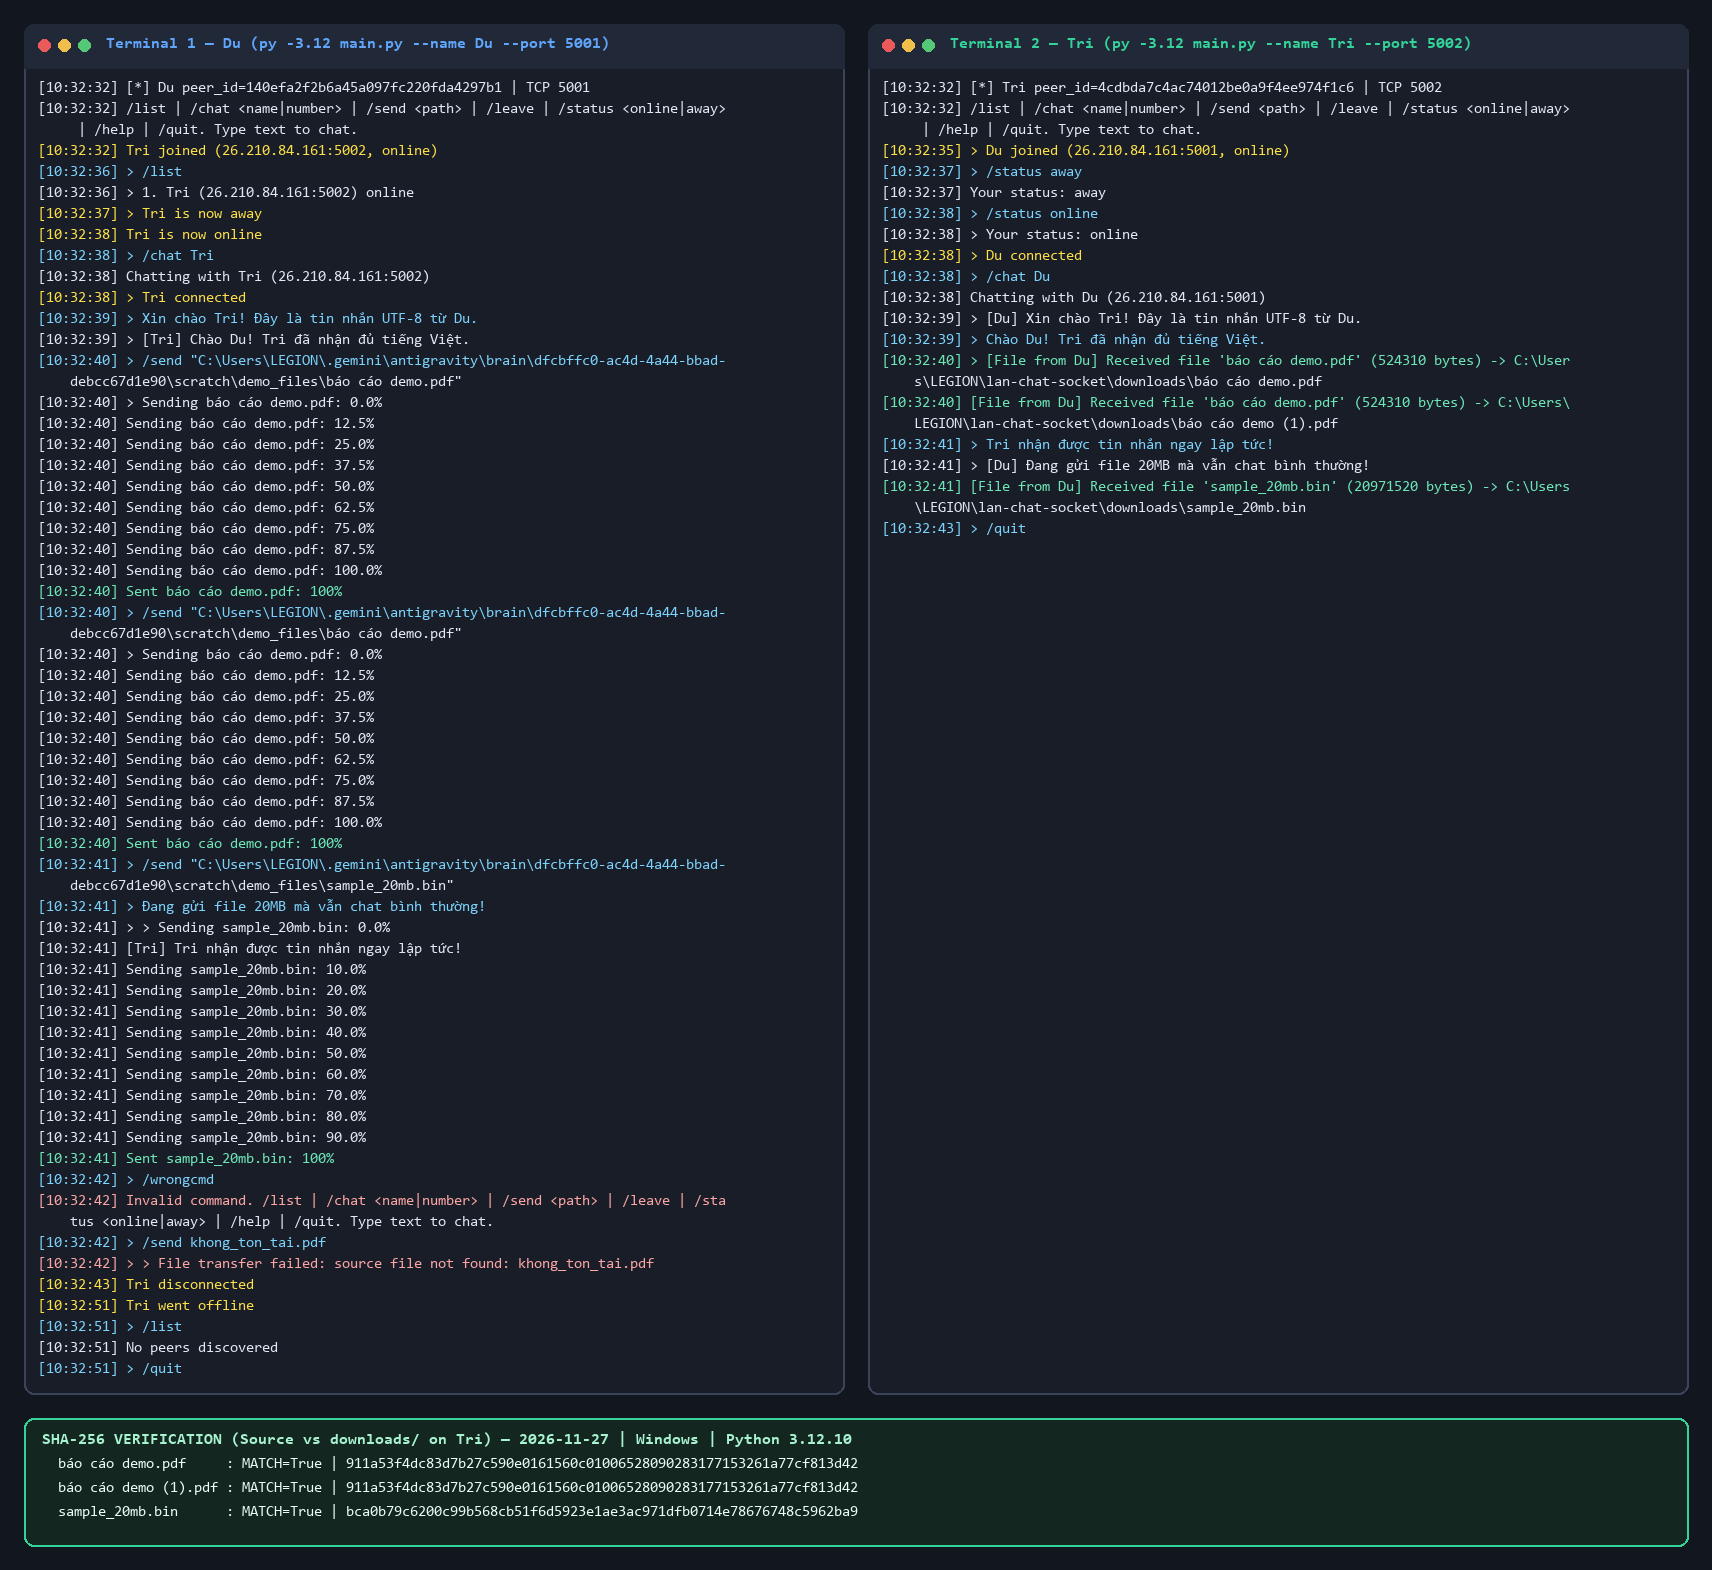 Terminal 1 — Du (py -3.12 main.py --name Du --port 5001)
[10:32:32] [*] Du peer_id=140efa2f2b6a45a097fc220fda4297b1 | TCP 5001
[10:32:32] /list | /chat <name|number> | /send <path> | /leave | /status <online|away>
| /help | /quit. Type text to chat.
[10:32:32] Tri joined (26.210.84.161:5002, online)
[10:32:36] > /list
[10:32:36] > 1. Tri (26.210.84.161:5002) online
[10:32:37] > Tri is now away
[10:32:38] Tri is now online
[10:32:38] > /chat Tri
[10:32:38] Chatting with Tri (26.210.84.161:5002)
[10:32:38] > Tri connected
[10:32:39] > Xin chào Tri! Đây là tin nhắn UTF-8 từ Du.
[10:32:39] > [Tri] Chào Du! Tri đã nhận đủ tiếng Việt.
[10:32:40] > /send "C:\Users\LEGION\.gemini\antigravity\brain\dfcbffc0-ac4d-4a44-bbad-
debcc67d1e90\scratch\demo_files\báo cáo demo.pdf"
[10:32:40] > Sending báo cáo demo.pdf: 0.0%
[10:32:40] Sending báo cáo demo.pdf: 12.5%
[10:32:40] Sending báo cáo demo.pdf: 25.0%
[10:32:40] Sending báo cáo demo.pdf: 37.5%
[10:32:40] Sending báo cáo demo.pdf: 50.0%
[10:32:40] Sending báo cáo demo.pdf: 62.5%
[10:32:40] Sending báo cáo demo.pdf: 75.0%
[10:32:40] Sending báo cáo demo.pdf: 87.5%
[10:32:40] Sending báo cáo demo.pdf: 100.0%
[10:32:40] Sent báo cáo demo.pdf: 100%
[10:32:40] > /send "C:\Users\LEGION\.gemini\antigravity\brain\dfcbffc0-ac4d-4a44-bbad-
debcc67d1e90\scratch\demo_files\báo cáo demo.pdf"
[10:32:40] > Sending báo cáo demo.pdf: 0.0%
[10:32:40] Sending báo cáo demo.pdf: 12.5%
[10:32:40] Sending báo cáo demo.pdf: 25.0%
[10:32:40] Sending báo cáo demo.pdf: 37.5%
[10:32:40] Sending báo cáo demo.pdf: 50.0%
[10:32:40] Sending báo cáo demo.pdf: 62.5%
[10:32:40] Sending báo cáo demo.pdf: 75.0%
[10:32:40] Sending báo cáo demo.pdf: 87.5%
[10:32:40] Sending báo cáo demo.pdf: 100.0%
[10:32:40] Sent báo cáo demo.pdf: 100%
[10:32:41] > /send "C:\Users\LEGION\.gemini\antigravity\brain\dfcbffc0-ac4d-4a44-bbad-
debcc67d1e90\scratch\demo_files\sample_20mb.bin"
[10:32:41] > Đang gửi file 20MB mà vẫn chat bình thường!
[10:32:41] > > Sending sample_20mb.bin: 0.0%
[10:32:41] [Tri] Tri nhận được tin nhắn ngay lập tức!
[10:32:41] Sending sample_20mb.bin: 10.0%
[10:32:41] Sending sample_20mb.bin: 20.0%
[10:32:41] Sending sample_20mb.bin: 30.0%
[10:32:41] Sending sample_20mb.bin: 40.0%
[10:32:41] Sending sample_20mb.bin: 50.0%
[10:32:41] Sending sample_20mb.bin: 60.0%
[10:32:41] Sending sample_20mb.bin: 70.0%
[10:32:41] Sending sample_20mb.bin: 80.0%
[10:32:41] Sending sample_20mb.bin: 90.0%
[10:32:41] Sent sample_20mb.bin: 100%
[10:32:42] > /wrongcmd
[10:32:42] Invalid command. /list | /chat <name|number> | /send <path> | /leave | /sta
tus <online|away> | /help | /quit. Type text to chat.
[10:32:42] > /send khong_ton_tai.pdf
[10:32:42] > > File transfer failed: source file not found: khong_ton_tai.pdf
[10:32:43] Tri disconnected
[10:32:51] Tri went offline
[10:32:51] > /list
[10:32:51] No peers discovered
[10:32:51] > /quit
Terminal 2 — Tri (py -3.12 main.py --name Tri --port 5002)
[10:32:32] [*] Tri peer_id=4cdbda7c4ac74012be0a9f4ee974f1c6 | TCP 5002
[10:32:32] /list | /chat <name|number> | /send <path> | /leave | /status <online|away>
| /help | /quit. Type text to chat.
[10:32:35] > Du joined (26.210.84.161:5001, online)
[10:32:37] > /status away
[10:32:37] Your status: away
[10:32:38] > /status online
[10:32:38] > Your status: online
[10:32:38] > Du connected
[10:32:38] > /chat Du
[10:32:38] Chatting with Du (26.210.84.161:5001)
[10:32:39] > [Du] Xin chào Tri! Đây là tin nhắn UTF-8 từ Du.
[10:32:39] > Chào Du! Tri đã nhận đủ tiếng Việt.
[10:32:40] > [File from Du] Received file 'báo cáo demo.pdf' (524310 bytes) -> C:\User
s\LEGION\lan-chat-socket\downloads\báo cáo demo.pdf
[10:32:40] [File from Du] Received file 'báo cáo demo.pdf' (524310 bytes) -> C:\Users\
LEGION\lan-chat-socket\downloads\báo cáo demo (1).pdf
[10:32:41] > Tri nhận được tin nhắn ngay lập tức!
[10:32:41] > [Du] Đang gửi file 20MB mà vẫn chat bình thường!
[10:32:41] [File from Du] Received file 'sample_20mb.bin' (20971520 bytes) -> C:\Users
\LEGION\lan-chat-socket\downloads\sample_20mb.bin
[10:32:43] > /quit
SHA-256 VERIFICATION (Source vs downloads/ on Tri) — 2026-11-27 | Windows | Python 3.12.10
báo cáo demo.pdf : MATCH=True | 911a53f4dc83d7b27c590e0161560c01006528090283177153261a77cf813d42
báo cáo demo (1).pdf : MATCH=True | 911a53f4dc83d7b27c590e0161560c01006528090283177153261a77cf813d42
sample_20mb.bin : MATCH=True | bca0b79c6200c99b568cb51f6d5923e1ae3ac971dfb0714e78676748c5962ba9